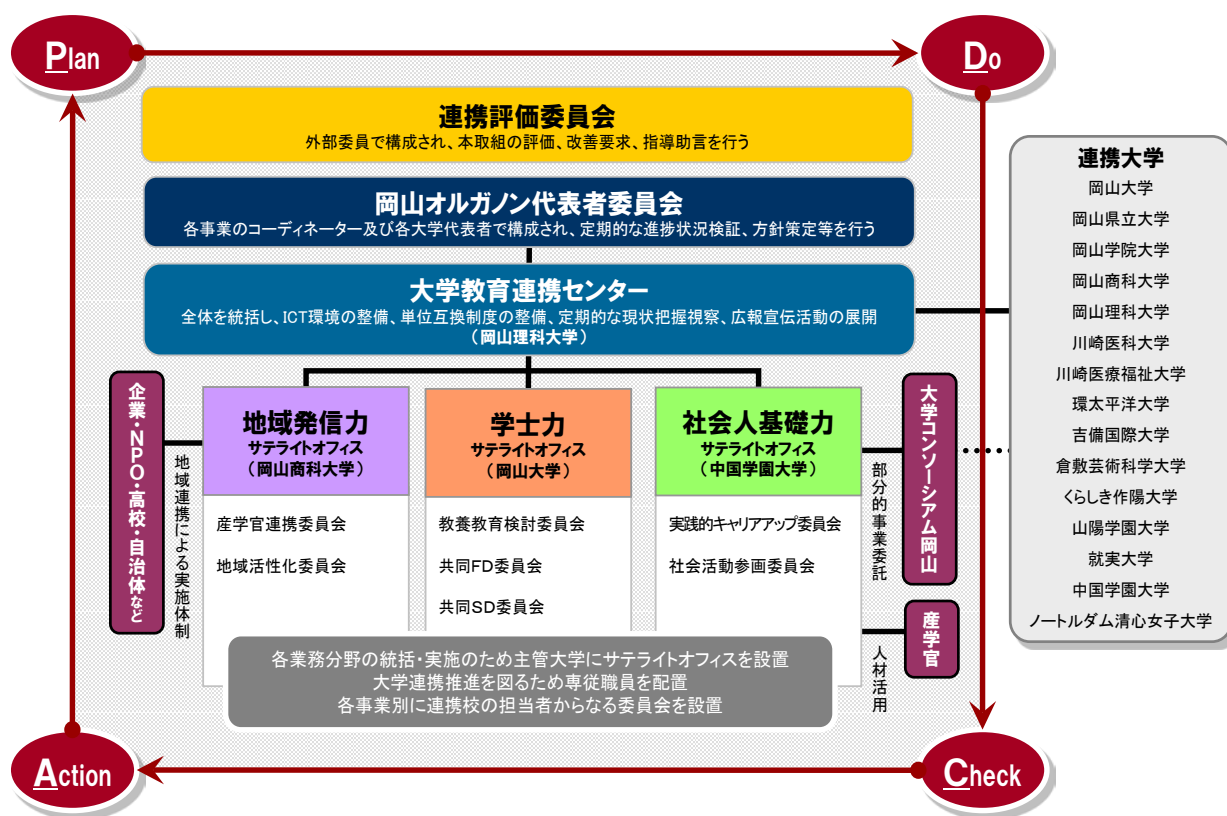 Plan
Do
連携評価委員会
外部委員で構成され、本取組の評価、改善要求、指導助言を行う
岡山オルガノン代表者委員会
各事業のコーディネーター及び各大学代表者で構成され、定期的な進捗状況検証、方針策定等を行う
大学教育連携センター
全体を統括し、ICT環境の整備、単位互換制度の整備、定期的な現状把握視察、広報宣伝活動の展開
（岡山理科大学）
企業・NPO・高校・自治体など
地域連携による実施体制
地域発信力
サテライトオフィス
（岡山商科大学）
産学官連携委員会
地域活性化委員会
学士力
サテライトオフィス
（岡山大学）
教養教育検討委員会
共同FD委員会
共同SD委員会
社会人基礎力
サテライトオフィス
（中国学園大学）
実践的キャリアアップ委員会
社会活動参画委員会
部分的事業委託
大学コンソーシアム岡山
人材活用
産学官
各業務分野の統括・実施のため主管大学にサテライトオフィスを設置
大学連携推進を図るため専従職員を配置
各事業別に連携校の担当者からなる委員会を設置
連携大学
岡山大学
岡山県立大学
岡山学院大学
岡山商科大学
岡山理科大学
川崎医科大学
川崎医療福祉大学
環太平洋大学
吉備国際大学
倉敷芸術科学大学
くらしき作陽大学
山陽学園大学
就実大学
中国学園大学
ノートルダム清心女子大学
Action
Check